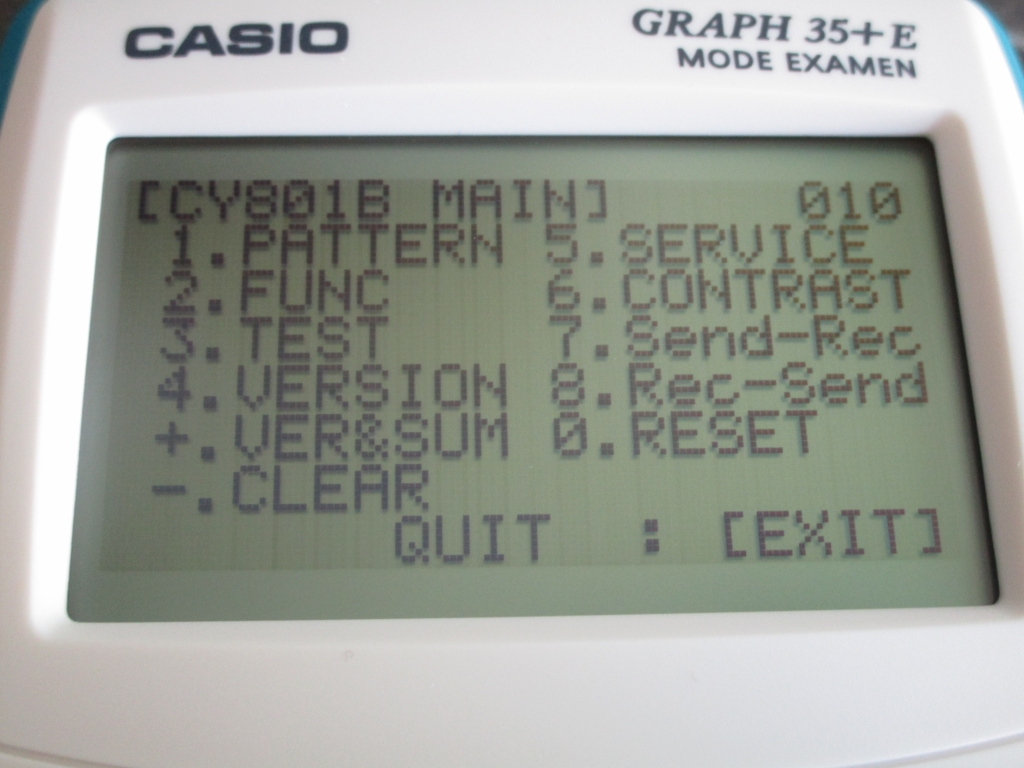 CASIO
GRAPH 35+E
MODE EXAMEN
[CY801B MAIN] 010
1.PATTERN 5.SERVICE
2.FUNC 6.CONTRAST
3.TEST 7.Send-Rec
4.VERSION 8.Rec-Send
+.VER&SUM 0.RESET
-.CLEAR
QUIT : [EXIT]